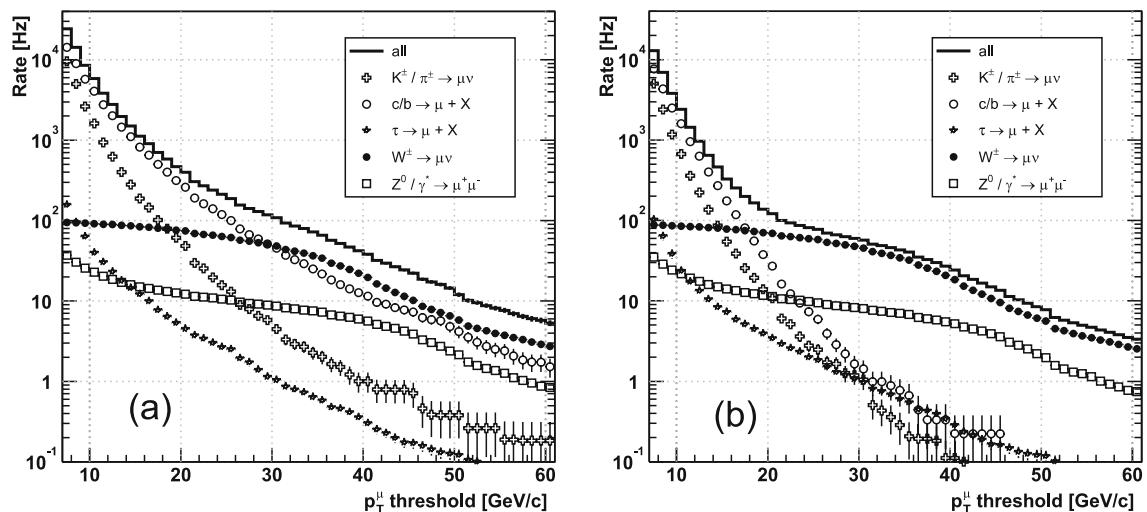 Rate [Hz]
10⁴
10³
10²
10
1
10⁻¹
all
K± / π± → μν
c/b → μ + X
τ → μ + X
W± → μν
Z⁰ / γ* → μ⁺μ⁻
(a)
10 20 30 40 50 60
p_T^μ threshold [GeV/c]
Rate [Hz]
10⁴
10³
10²
10
1
10⁻¹
all
K± / π± → μν
c/b → μ + X
τ → μ + X
W± → μν
Z⁰ / γ* → μ⁺μ⁻
(b)
10 20 30 40 50 60
p_T^μ threshold [GeV/c]